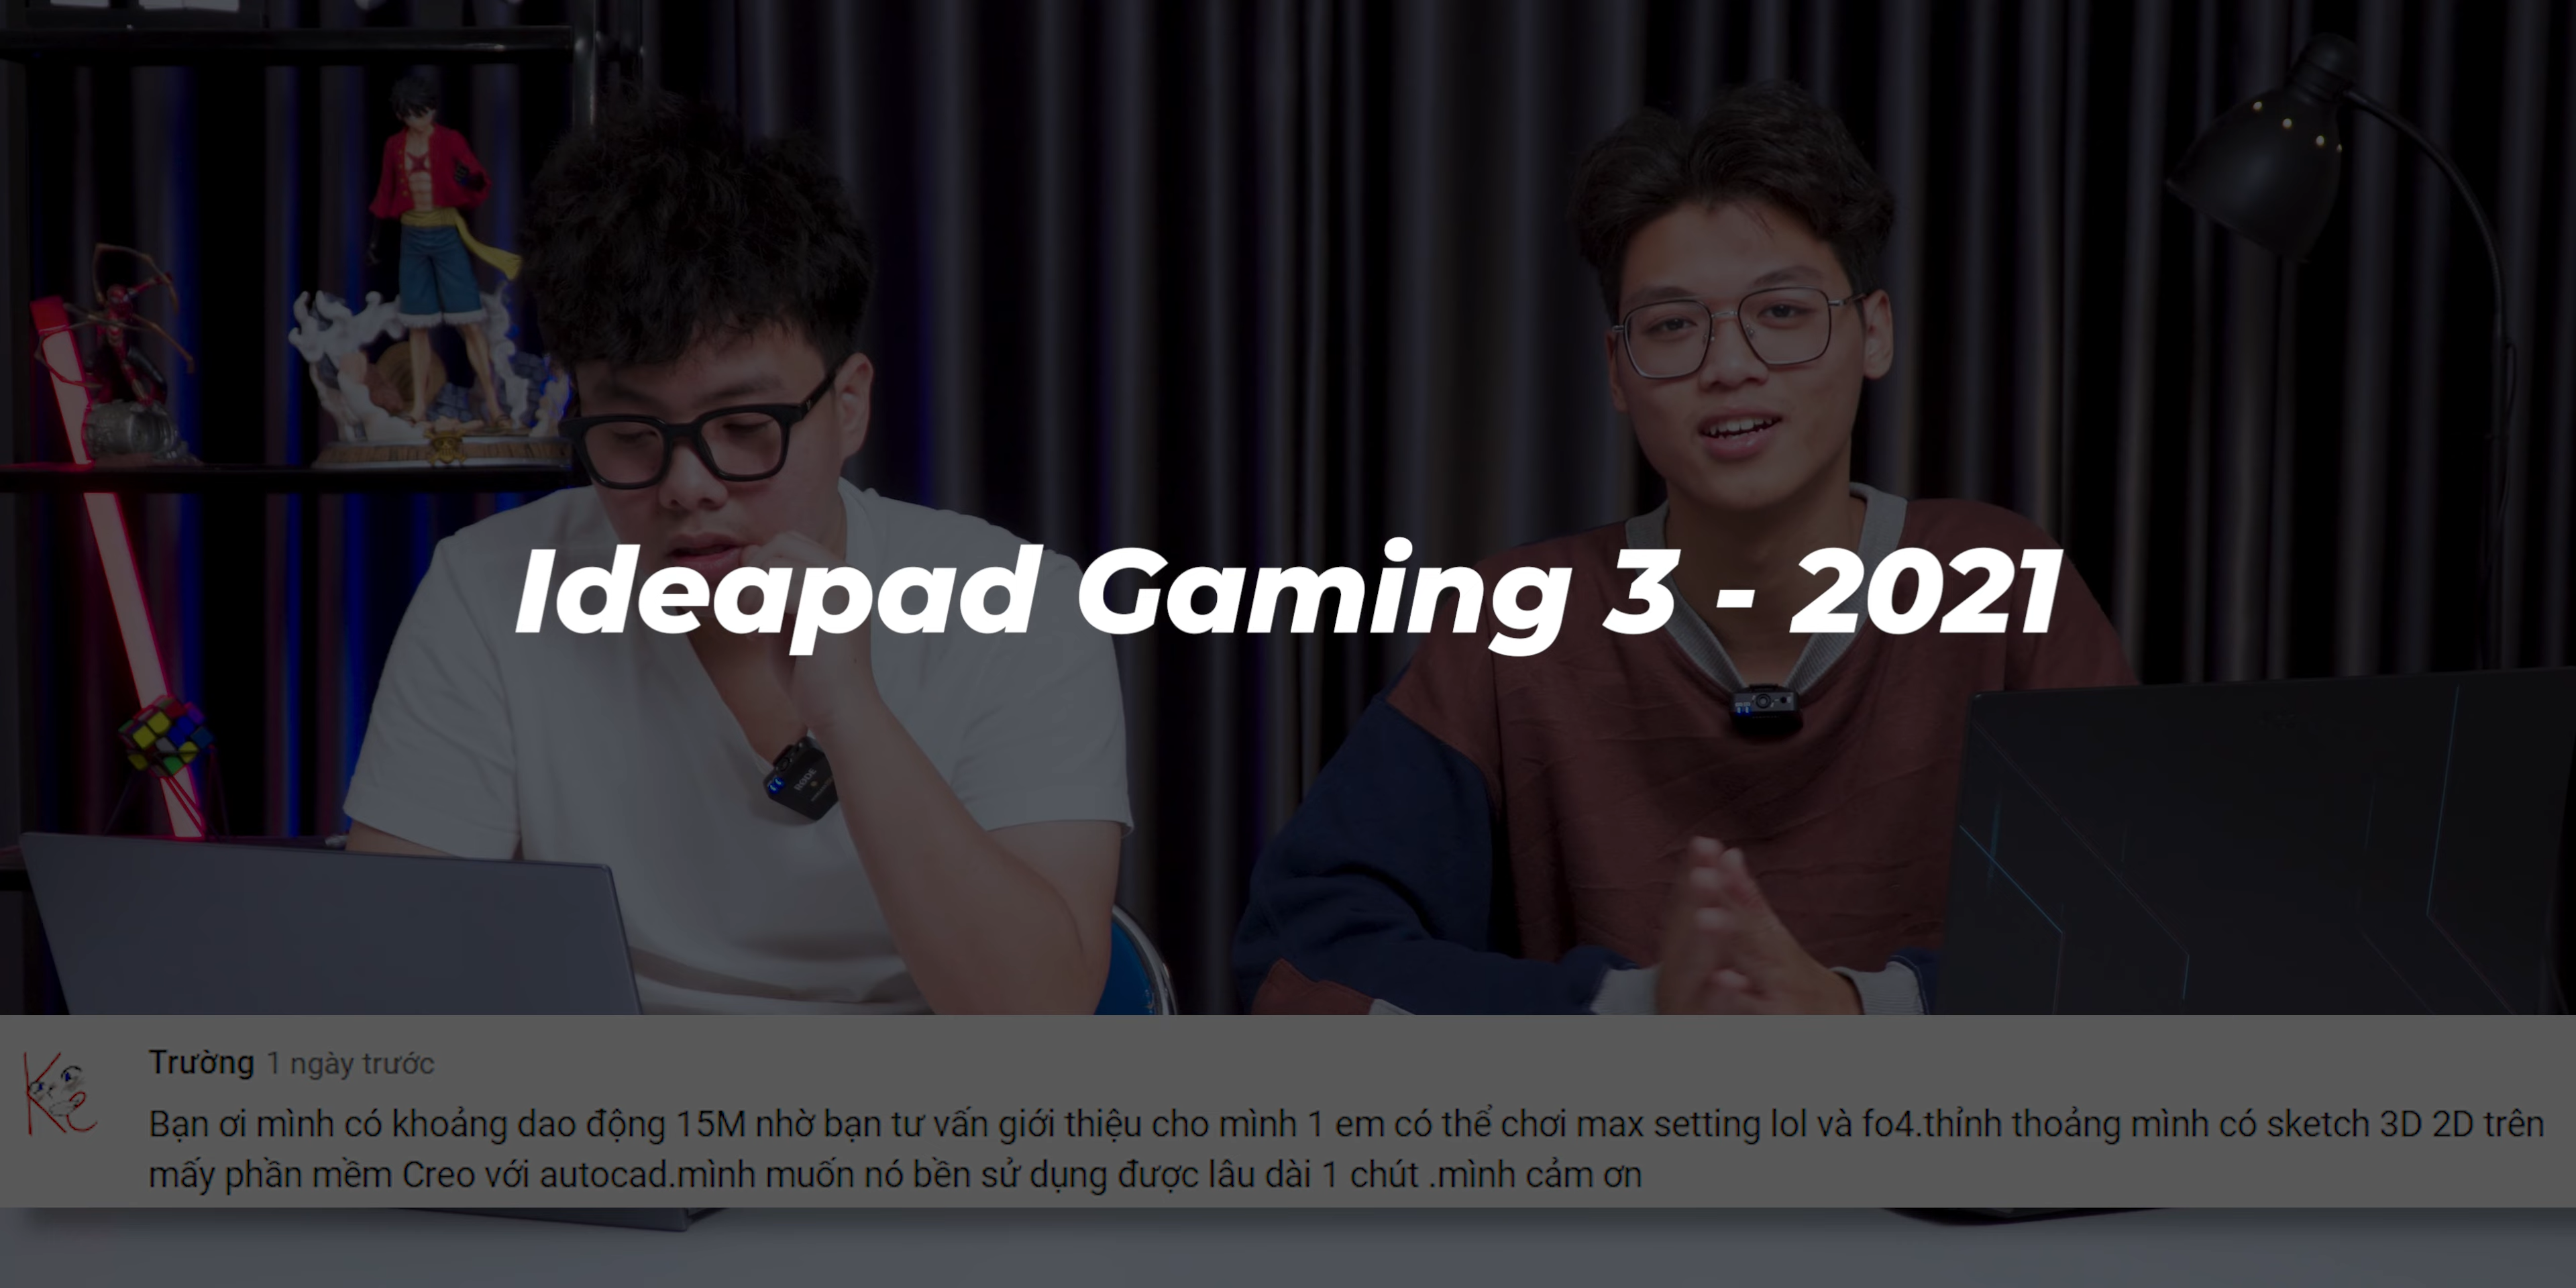 Ideapad Gaming 3 - 2021
RODE
Trường 1 ngày trước
Bạn ơi mình có khoảng dao động 15M nhờ bạn tư vấn giới thiệu cho mình 1 em có thể chơi max setting lol và fo4.thỉnh thoảng mình có sketch 3D 2D trên
mấy phần mềm Creo với autocad.mình muốn nó bền sử dụng được lâu dài 1 chút .mình cảm ơn